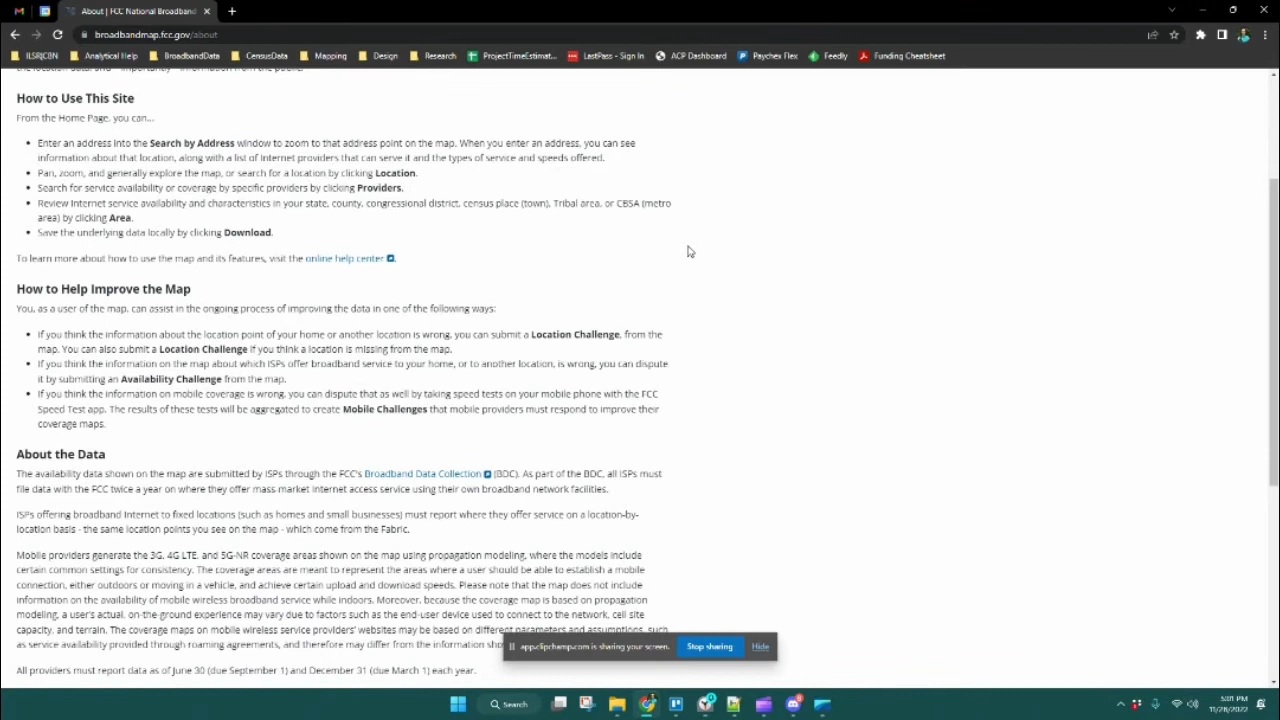 About | FCC National Broadband
broadbandmap.fcc.gov/about
ILSRICBN Analytical Help BroadbandData CensusData Mapping Design Research ProjectTimeEstimat... LastPass - Sign In ACP Dashboard Paychex Flex Feedly Funding Cheatsheet
the location data, and - importantly - information from the public.
How to Use This Site
From the Home Page, you can...
Enter an address into the Search by Address window to zoom to that address point on the map. When you enter an address, you can see
information about that location, along with a list of Internet providers that can serve it and the types of service and speeds offered.
Pan, zoom, and generally explore the map, or search for a location by clicking Location.
Search for service availability or coverage by specific providers by clicking Providers.
Review Internet service availability and characteristics in your state, county, congressional district, census place (town), Tribal area, or CBSA (metro
area) by clicking Area.
Save the underlying data locally by clicking Download.
To learn more about how to use the map and its features, visit the online help center.
How to Help Improve the Map
You, as a user of the map, can assist in the ongoing process of improving the data in one of the following ways:
If you think the information about the location point of your home or another location is wrong, you can submit a Location Challenge, from the
map. You can also submit a Location Challenge if you think a location is missing from the map.
If you think the information on the map about which ISPs offer broadband service to your home, or to another location, is wrong, you can dispute
it by submitting an Availability Challenge from the map.
If you think the information on mobile coverage is wrong, you can dispute that as well by taking speed tests on your mobile phone with the FCC
Speed Test app. The results of these tests will be aggregated to create Mobile Challenges that mobile providers must respond to improve their
coverage maps.
About the Data
The availability data shown on the map are submitted by ISPs through the FCC's Broadband Data Collection (BDC). As part of the BDC, all ISPs must
file data with the FCC twice a year on where they offer mass market Internet access service using their own broadband network facilities.
ISPs offering broadband Internet to fixed locations (such as homes and small businesses) must report where they offer service on a location-by-
location basis - the same location points you see on the map - which come from the Fabric.
Mobile providers generate the 3G, 4G LTE, and 5G-NR coverage areas shown on the map using propagation modeling, where the models include
certain common settings for consistency. The coverage areas are meant to represent the areas where a user should be able to establish a mobile
connection, either outdoors or moving in a vehicle, and achieve certain upload and download speeds. Please note that the map does not include
information on the availability of mobile wireless broadband service while indoors. Moreover, because the coverage map is based on propagation
modeling, a user's actual, on-the-ground experience may vary due to factors such as the end-user device used to connect to the network, cell site
capacity, and terrain. The coverage maps on mobile wireless service providers' websites may be based on different parameters and assumptions, such
as service availability provided through roaming agreements, and therefore may differ from the information sho
app.clipchamp.com is sharing your screen. Stop sharing Hide
All providers must report data as of June 30 (due September 1) and December 31 (due March 1) each year.
Search
5:01 PM
11/28/2022